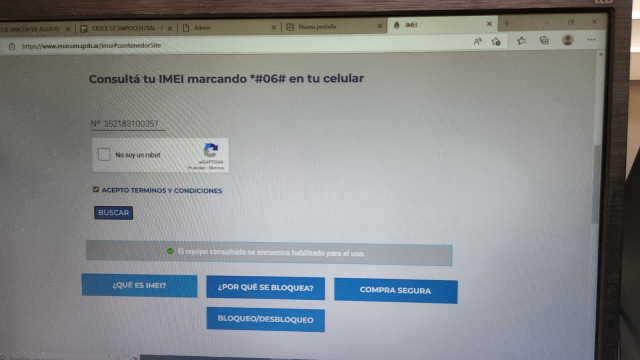 STOCK ST SWPOCENTRAL -
Admin
Nueva pestaña
IMEI
https://www.enacom.gob.ar/imei#contenedorSite
Consultá tu IMEI marcando *#06# en tu celular
Nº 352183100357
No soy un robot
reCAPTCHA
Privacidad - Términos
ACEPTO TERMINOS Y CONDICIONES
BUSCAR
El equipo consultado se encuentra habilitado para el uso.
¿QUÉ ES IMEI?
¿POR QUÉ SE BLOQUEA?
COMPRA SEGURA
BLOQUEO/DESBLOQUEO